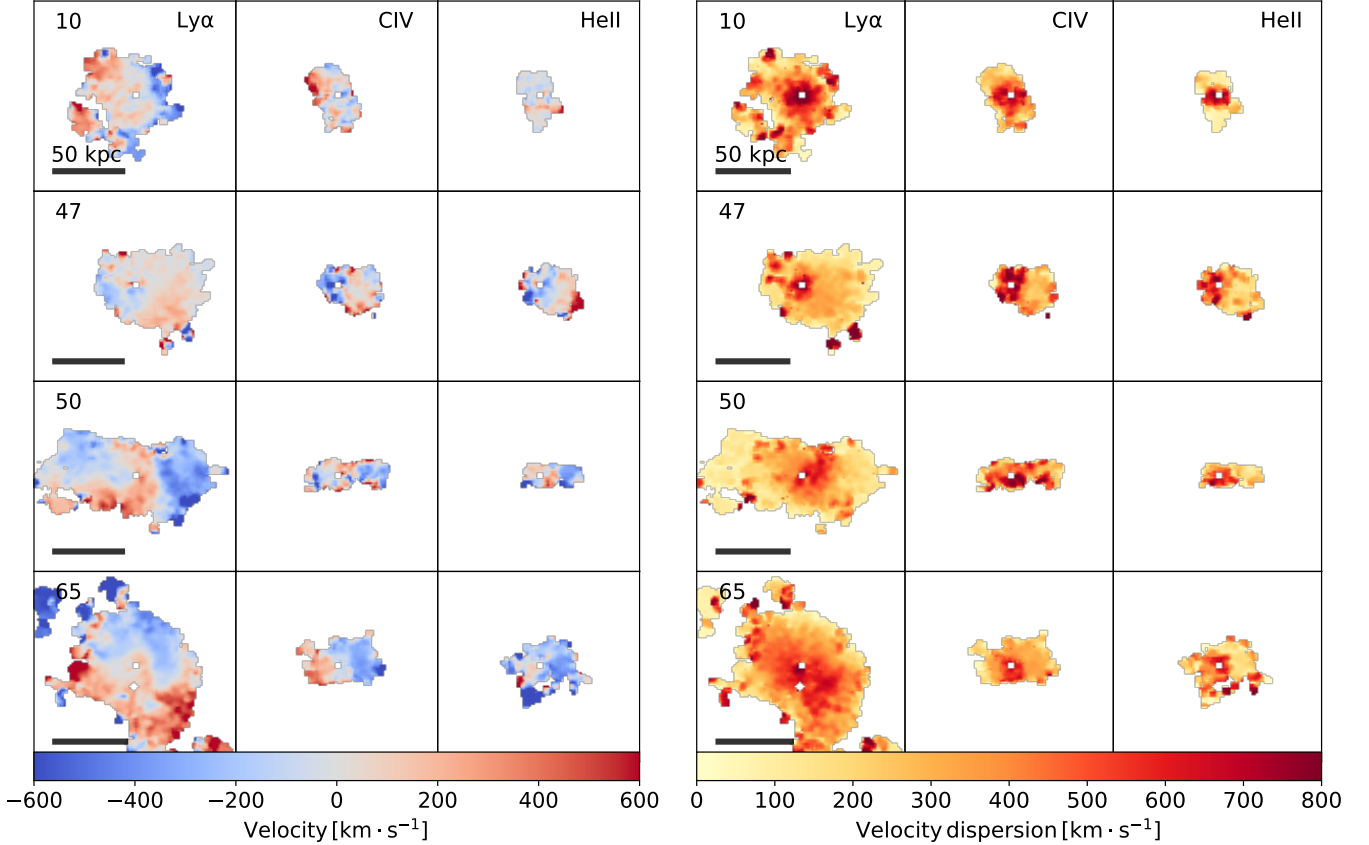 10 Lyα CIV HeII 10 Lyα CIV HeII
50 kpc 50 kpc
47 47
50 50
65 65
−600 −400 −200 0 200 400 600 0 100 200 300 400 500 600 700 800
Velocity [km · s⁻¹] Velocity dispersion [km · s⁻¹]